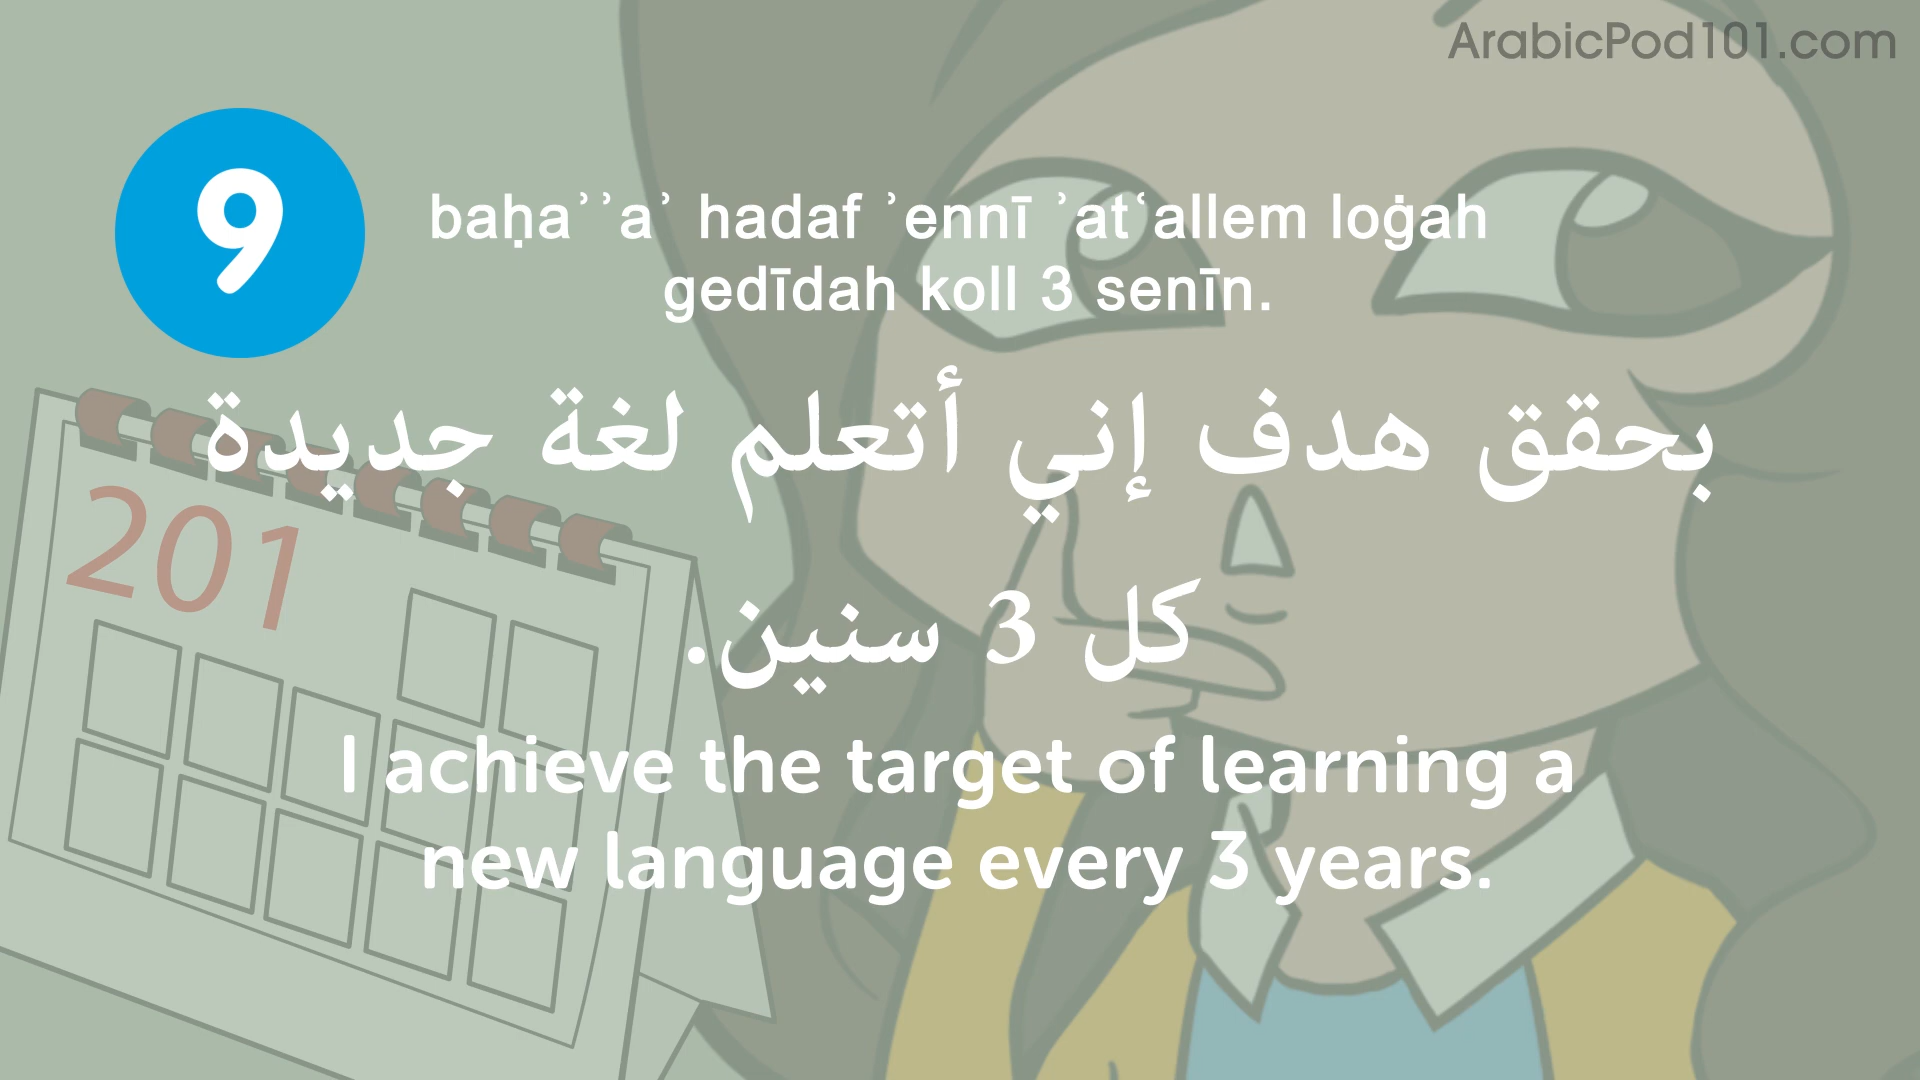 ArabicPod101.com
9
baḥaʾʾaʾ hadaf ʾennī ʾatʿallem loġah
gedīdah koll 3 senīn.
بحقق هدف إني أتعلم لغة جديدة
كل 3 سنين.
201
I achieve the target of learning a
new language every 3 years.